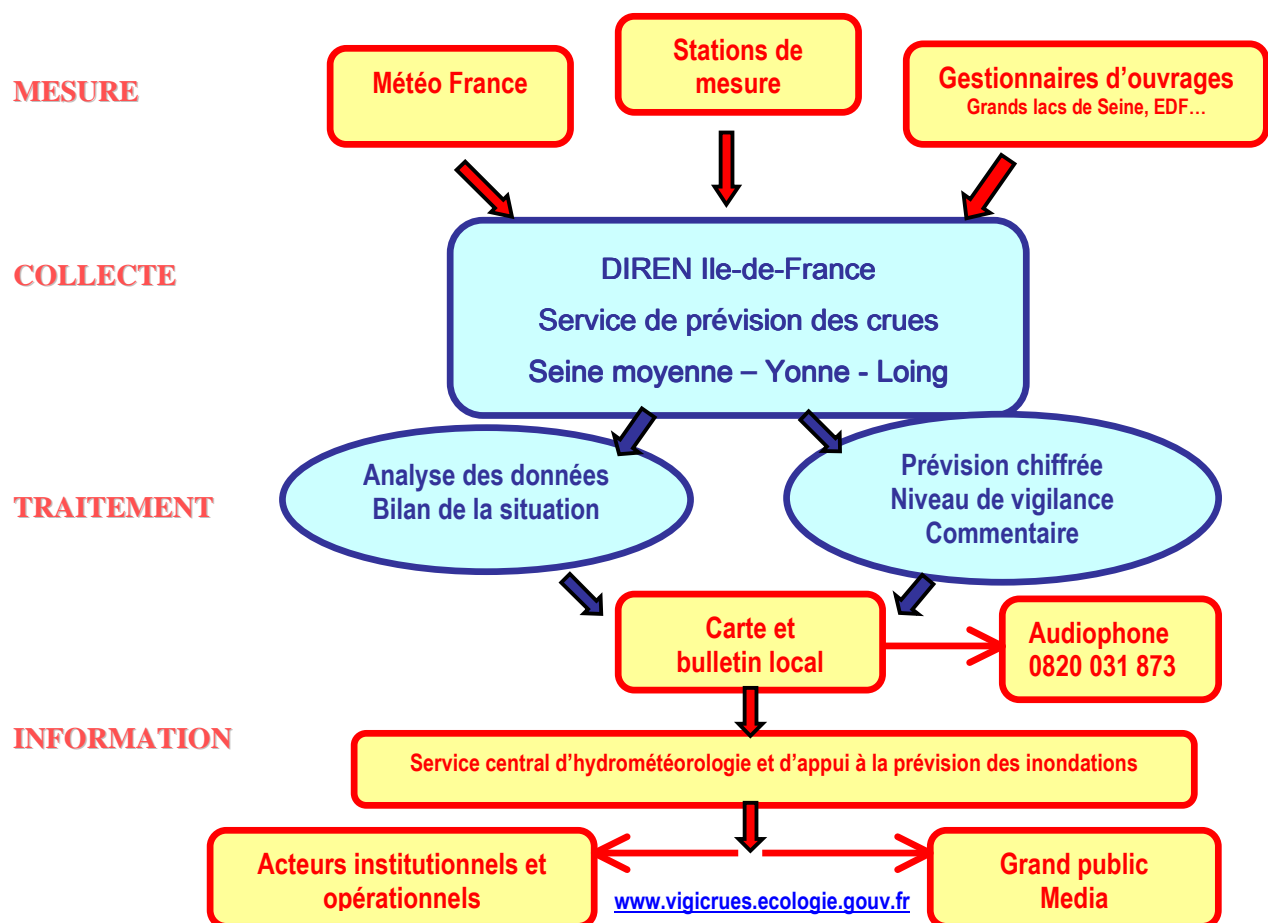 MESURE
Météo France
Stations de
mesure
Gestionnaires d’ouvrages
Grands lacs de Seine, EDF…
COLLECTE
DIREN Ile-de-France
Service de prévision des crues
Seine moyenne – Yonne - Loing
TRAITEMENT
Analyse des données
Bilan de la situation
Prévision chiffrée
Niveau de vigilance
Commentaire
Carte et
bulletin local
Audiophone
0820 031 873
INFORMATION
Service central d’hydrométéorologie et d’appui à la prévision des inondations
Acteurs institutionnels et
opérationnels
www.vigicrues.ecologie.gouv.fr
Grand public
Media